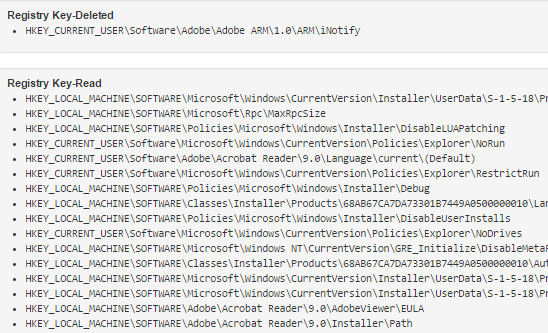 Registry Key-Deleted
HKEY_CURRENT_USER\Software\Adobe\Adobe ARM\1.0\ARM\iNotify
Registry Key-Read
HKEY_LOCAL_MACHINE\SOFTWARE\Microsoft\Windows\CurrentVersion\Installer\UserData\S-1-5-18\Pr
HKEY_LOCAL_MACHINE\SOFTWARE\Microsoft\Rpc\MaxRpcSize
HKEY_LOCAL_MACHINE\SOFTWARE\Policies\Microsoft\Windows\Installer\DisableLUAPatching
HKEY_CURRENT_USER\Software\Microsoft\Windows\CurrentVersion\Policies\Explorer\NoRun
HKEY_CURRENT_USER\Software\Adobe\Acrobat Reader\9.0\Language\current\(Default)
HKEY_CURRENT_USER\Software\Microsoft\Windows\CurrentVersion\Policies\Explorer\RestrictRun
HKEY_LOCAL_MACHINE\SOFTWARE\Policies\Microsoft\Windows\Installer\Debug
HKEY_LOCAL_MACHINE\SOFTWARE\Classes\Installer\Products\68AB67CA7DA73301B7449A0500000010\Lan
HKEY_LOCAL_MACHINE\SOFTWARE\Policies\Microsoft\Windows\Installer\DisableUserInstalls
HKEY_CURRENT_USER\Software\Microsoft\Windows\CurrentVersion\Policies\Explorer\NoDrives
HKEY_LOCAL_MACHINE\SOFTWARE\Microsoft\Windows NT\CurrentVersion\GRE_Initialize\DisableMetaF
HKEY_LOCAL_MACHINE\SOFTWARE\Classes\Installer\Products\68AB67CA7DA73301B7449A0500000010\Aut
HKEY_LOCAL_MACHINE\SOFTWARE\Microsoft\Windows\CurrentVersion\Installer\UserData\S-1-5-18\Pr
HKEY_LOCAL_MACHINE\SOFTWARE\Microsoft\Windows\CurrentVersion\Installer\UserData\S-1-5-18\Pr
HKEY_LOCAL_MACHINE\SOFTWARE\Adobe\Acrobat Reader\9.0\AdobeViewer\EULA
HKEY_LOCAL_MACHINE\SOFTWARE\Adobe\Acrobat Reader\9.0\Installer\Path